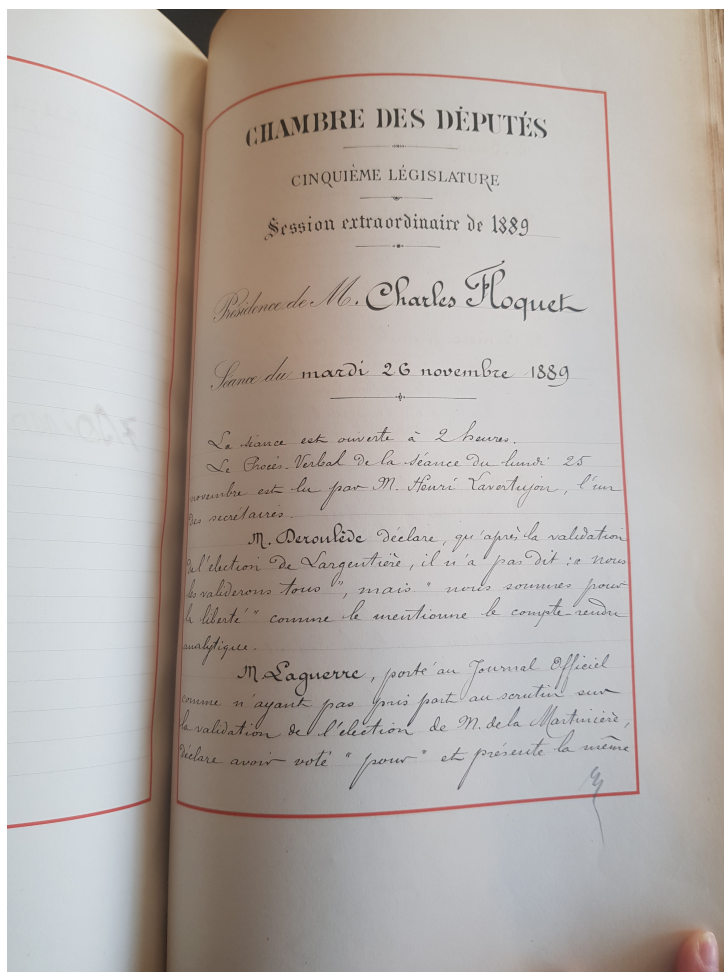 CHAMBRE DES DÉPUTÉS
CINQUIÈME LÉGISLATURE
Session extraordinaire de 1889
Présidence de M. Charles Floquet
Séance du mardi 26 novembre 1889
La séance est ouverte à 2 heures.
Le Procès-Verbal de la séance du lundi 25
novembre est lu par M. Henri Lavertujon, l'un
des secrétaires.
M. Deroulède déclare, qu'après la validation
de l'élection de Largentière, il n'a pas dit : « nous
les validerons tous ", mais " nous sommes pour
la liberté " comme le mentionne le compte-rendu
analytique.
M. Laguerre, porté au Journal Officiel
comme n'ayant pas pris part au scrutin sur
la validation de l'élection de M. de la Martinière,
déclare avoir voté " pour " et présente la même